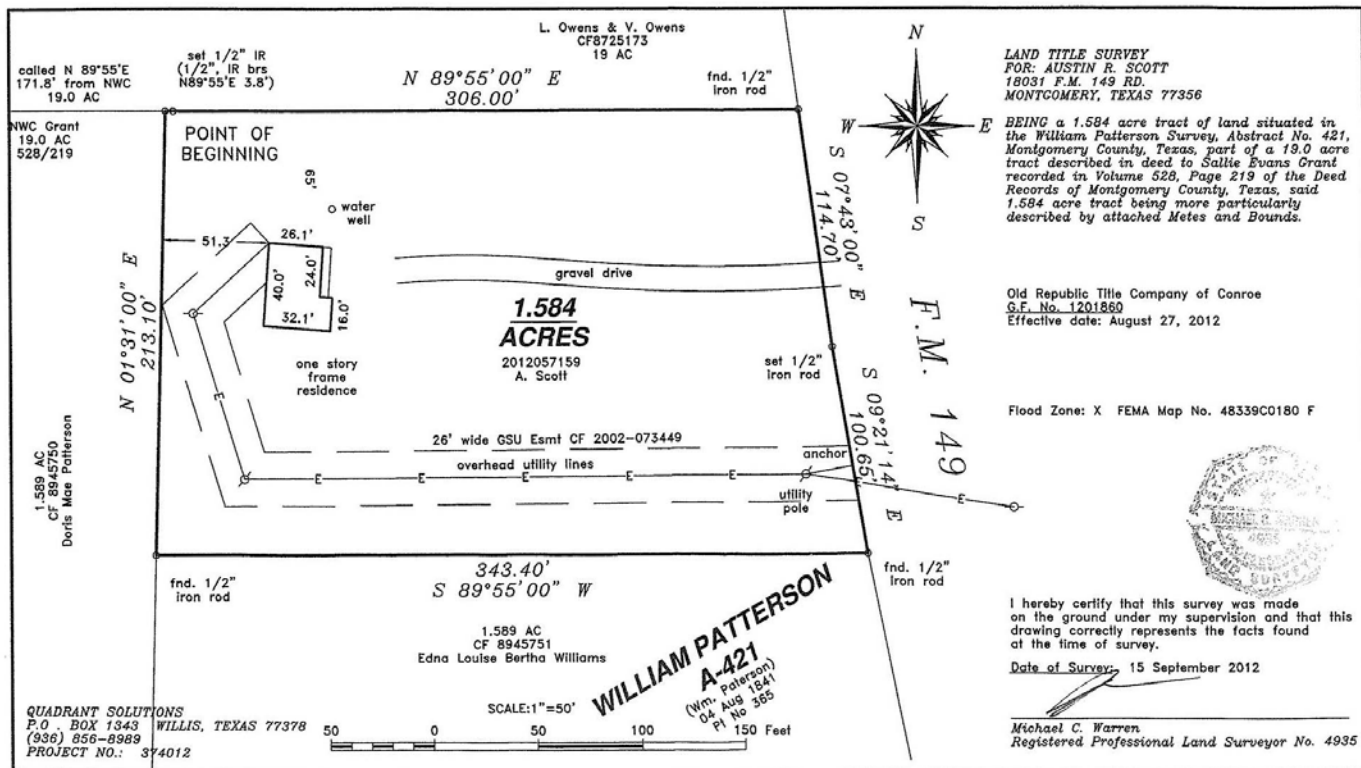 L. Owens & V. Owens
CF8725173
19 AC
called N 89°55'E
171.8' from NWC
19.0 AC
set 1/2" IR
(1/2", IR brs
N89°55'E 3.8')
N 89°55'00" E
306.00'
fnd. 1/2"
iron rod
NWC Grant
19.0 AC
528/219
POINT OF
BEGINNING
65'
water
well
51.3
26.1'
24.0'
40.0'
32.1'
16.0'
gravel drive
S 07°43'00" E
114.70'
N 01°31'00" E
213.10'
1.584
ACRES
2012057159
A. Scott
one story
frame
residence
set 1/2"
iron rod
F.M. 149
S 09°21'14" E
100.65'
26' wide GSU Esmt CF 2002-073449
overhead utility lines
E
E
E
E
E
E
E
anchor
utility
pole
1.589 AC
CF 8945750
Doris Mae Patterson
fnd. 1/2"
iron rod
343.40'
S 89°55'00" W
fnd. 1/2"
iron rod
1.589 AC
CF 8945751
Edna Louise Bertha Williams
WILLIAM PATTERSON
A-421
(Wm. Paterson)
04 Aug 1841
Pt No 365
SCALE:1"=50'
50 0 50 100 150 Feet
QUADRANT SOLUTIONS
P.O. BOX 1343 WILLIS, TEXAS 77378
(936) 856-8989
PROJECT NO.: 374012
N
W
E
S
LAND TITLE SURVEY
FOR: AUSTIN R. SCOTT
18031 F.M. 149 RD.
MONTGOMERY, TEXAS 77356
BEING a 1.584 acre tract of land situated in
the William Patterson Survey, Abstract No. 421,
Montgomery County, Texas, part of a 19.0 acre
tract described in deed to Sallie Evans Grant
recorded in Volume 528, Page 219 of the Deed
Records of Montgomery County, Texas, said
1.584 acre tract being more particularly
described by attached Metes and Bounds.
Old Republic Title Company of Conroe
G.F. No. 1201860
Effective date: August 27, 2012
Flood Zone: X FEMA Map No. 48339C0180 F
STATE OF
MICHAEL C. WARREN
4935
LAND SURVEYOR
I hereby certify that this survey was made
on the ground under my supervision and that this
drawing correctly represents the facts found
at the time of survey.
Date of Survey: 15 September 2012
Michael C. Warren
Registered Professional Land Surveyor No. 4935